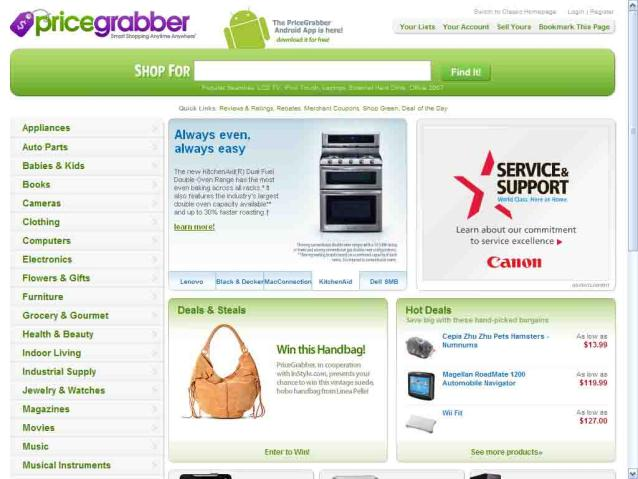 Switch to Classic Homepage Login | Register
pricegrabber
Smart Shopping Anytime Anywhere
The PriceGrabber
Android App is here!
download it for free!
Your Lists Your Account Sell Yours Bookmark This Page
SHOP FOR
Find It!
Popular Searches: LCD TV, iPod Touch, Laptops, External Hard Drive, Office 2007
Quick Links: Reviews & Ratings, Rebates, Merchant Coupons, Shop Green, Deal of the Day
Appliances
Auto Parts
Babies & Kids
Books
Cameras
Clothing
Computers
Electronics
Flowers & Gifts
Furniture
Grocery & Gourmet
Health & Beauty
Indoor Living
Industrial Supply
Jewelry & Watches
Magazines
Movies
Music
Musical Instruments
Always even,
always easy
The new KitchenAid(R) Dual Fuel
Double Oven Range has the most
even baking across all racks.* It
also features the industry's largest
double oven capacity available**
and up to 30% faster roasting.†
learn more!
Lenovo
Black & Decker
MacConnection
KitchenAid
Dell SMB
SERVICE&
SUPPORT
World Class. Here at Home.
Learn about our commitment
to service excellence
Canon
ADVERTISEMENT
Deals & Steals
Win this Handbag!
PriceGrabber, in cooperation
with InStyle.com, presents your
chance to win this vintage suede,
hobo handbag from Linea Pelle!
Enter to Win!
Hot Deals
Save big with these hand-picked bargains
Cepia Zhu Zhu Pets Hamsters -
Numnums
As low as
$13.99
Magellan RoadMate 1200
Automobile Navigator
As low as
$119.99
Wii Fit
As low as
$127.00
See more products»